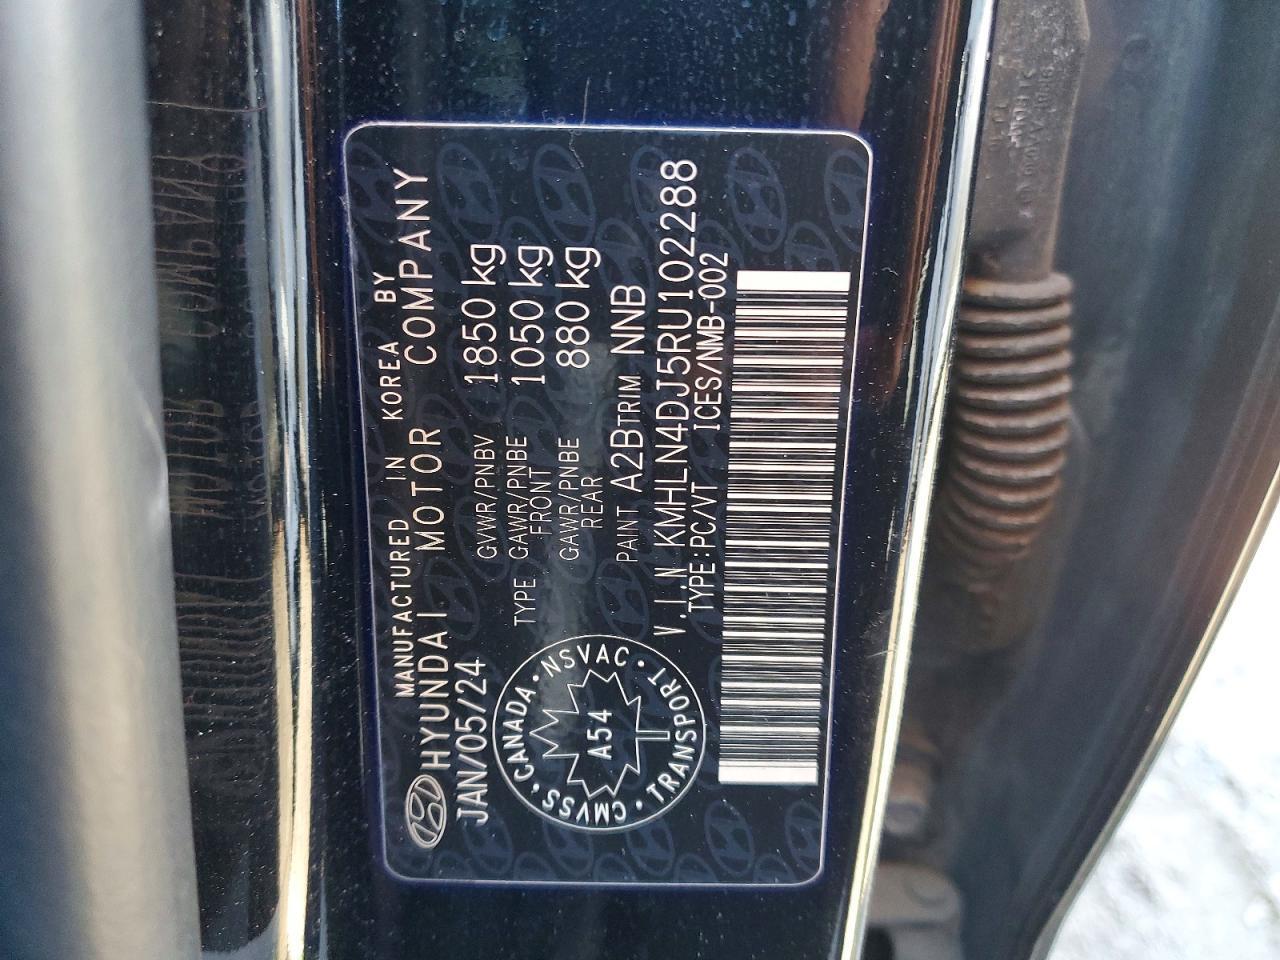 MANUFACTURED IN KOREA BY
HYUNDAI MOTOR COMPANY
JAN/05/24
GVWR/PNBV 1850 kg
TYPE GAWR/PNBE FRONT 1050 kg
GAWR/PNBE REAR 880 kg
CANADA · NSVAC · TRANSPORT · CMVSS ·
A54
PAINT A2B TRIM NNB
V.I.N KMHLN4DJ5RU102288
TYPE:PC/VT ICES/NMB-002